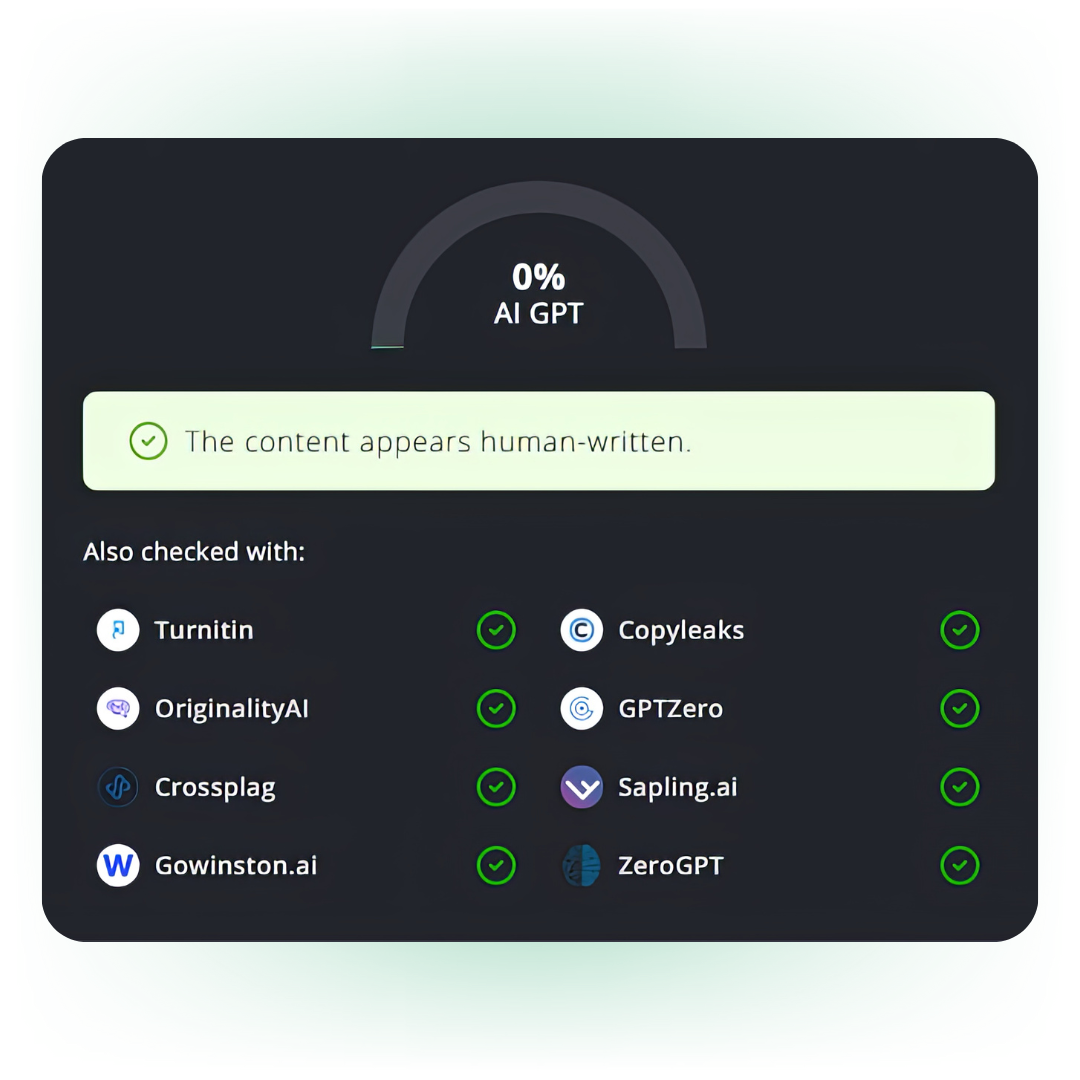 0%
AI GPT
The content appears human-written.
Also checked with:
Turnitin
Copyleaks
OriginalityAI
GPTZero
Crossplag
Sapling.ai
W Gowinston.ai
ZeroGPT